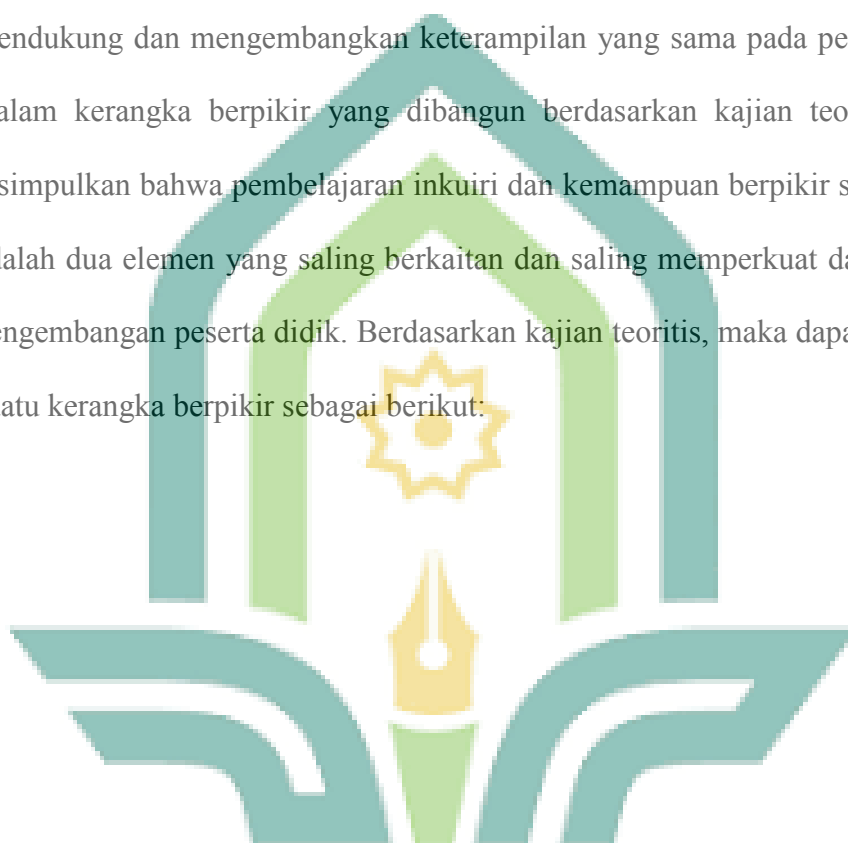 endukung dan mengembangkan keterampilan yang sama pada pe
alam kerangka berpikir yang dibangun berdasarkan kajian teo
simpulkan bahwa pembelajaran inkuiri dan kemampuan berpikir s
alah dua elemen yang saling berkaitan dan saling memperkuat da
engembangan peserta didik. Berdasarkan kajian teoritis, maka dapa
atu kerangka berpikir sebagai berikut: